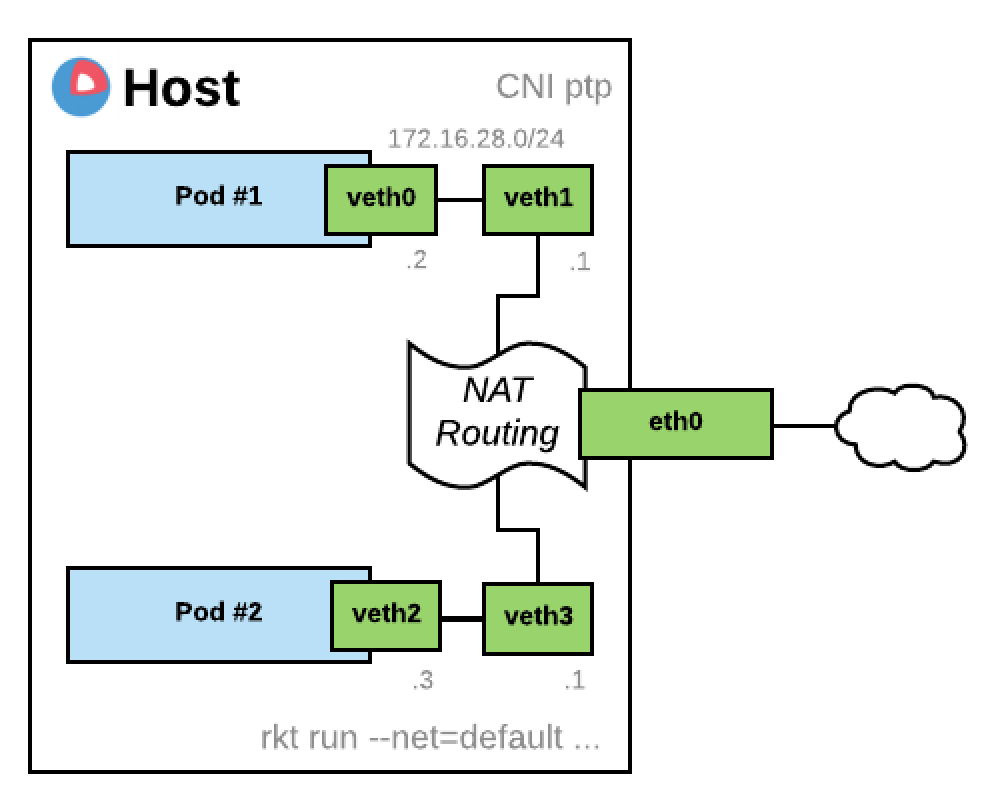 Host
CNI ptp
172.16.28.0/24
Pod #1
veth0
veth1
.2
.1
NAT
Routing
eth0
Pod #2
veth2
veth3
.3
.1
rkt run --net=default ...